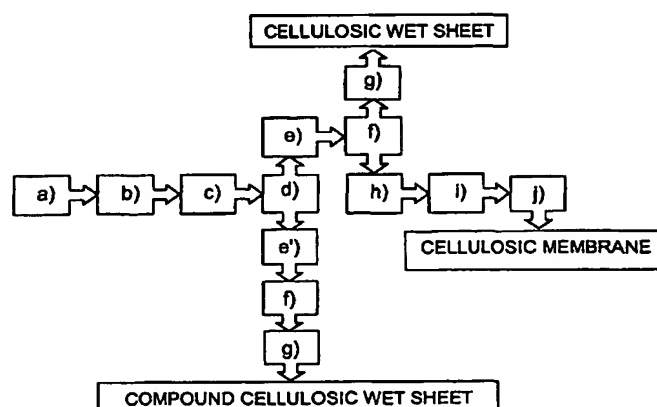 CELLULOSIC WET SHEET
g)
e)
f)
a)
b)
c)
d)
h)
i)
j)
e')
CELLULOSIC MEMBRANE
f)
g)
COMPOUND CELLULOSIC WET SHEET